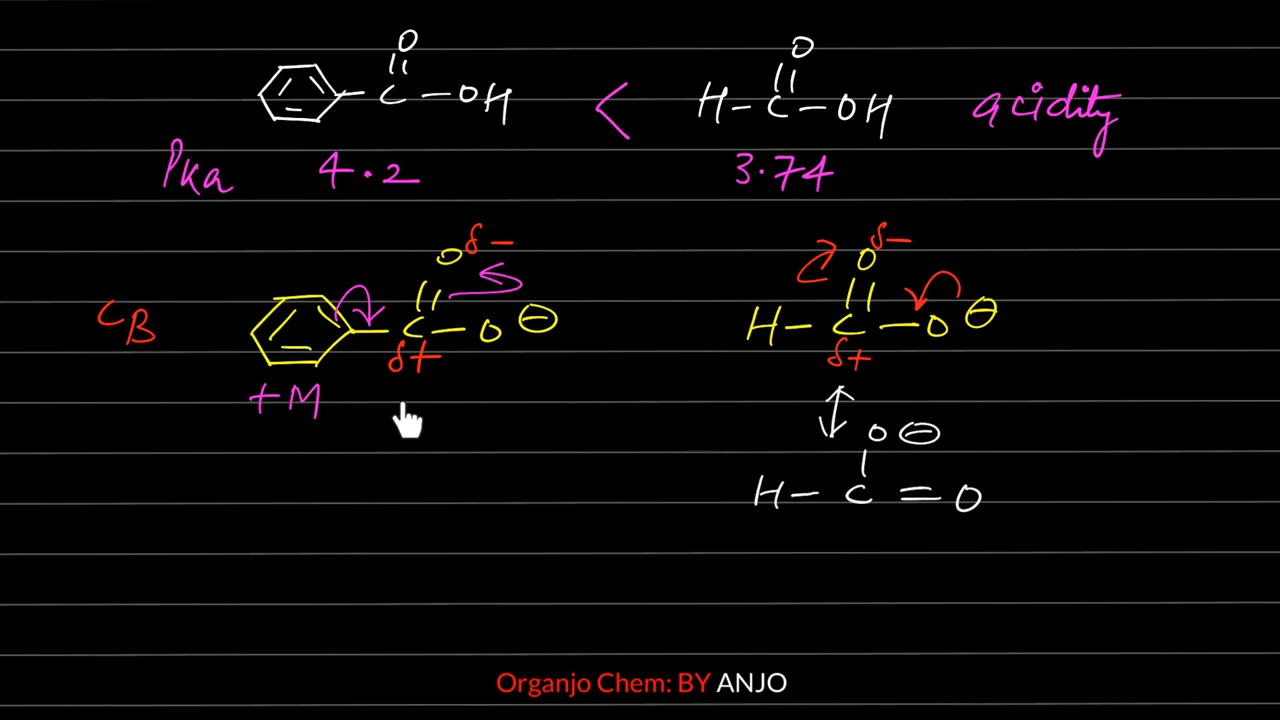 O
C – OH < H – C – OH acidity
O
Pka 4.2 3.74
O δ– O δ–
CB C – O ⊖ H – C – O ⊖
δ+ δ+
+M
O ⊖
H – C = O
Organjo Chem: BY ANJO